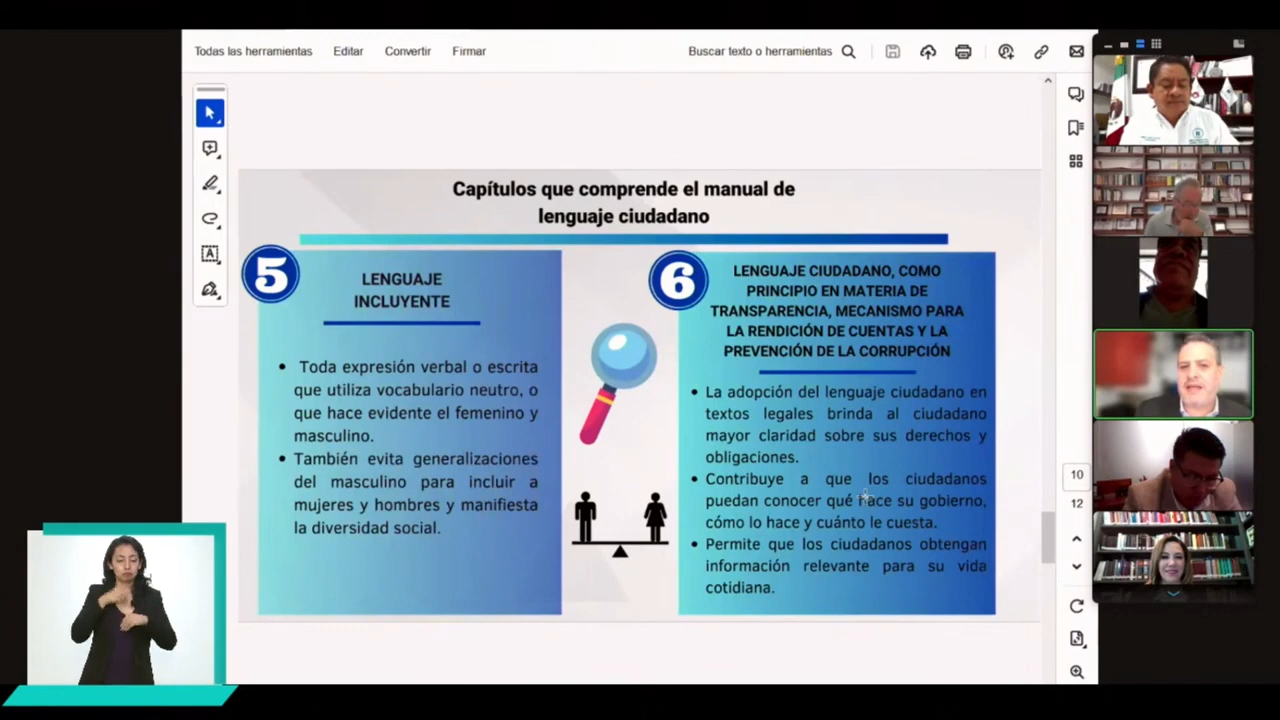 Todas las herramientas Editar Convertir Firmar Buscar texto o herramientas
Capítulos que comprende el manual de
lenguaje ciudadano
5
LENGUAJE
INCLUYENTE
• Toda expresión verbal o escrita
que utiliza vocabulario neutro, o
que hace evidente el femenino y
masculino.
• También evita generalizaciones
del masculino para incluir a
mujeres y hombres y manifiesta
la diversidad social.
6
LENGUAJE CIUDADANO, COMO
PRINCIPIO EN MATERIA DE
TRANSPARENCIA, MECANISMO PARA
LA RENDICIÓN DE CUENTAS Y LA
PREVENCIÓN DE LA CORRUPCIÓN
• La adopción del lenguaje ciudadano en
textos legales brinda al ciudadano
mayor claridad sobre sus derechos y
obligaciones.
• Contribuye a que los ciudadanos
puedan conocer qué hace su gobierno,
cómo lo hace y cuánto le cuesta.
• Permite que los ciudadanos obtengan
información relevante para su vida
cotidiana.
10
12